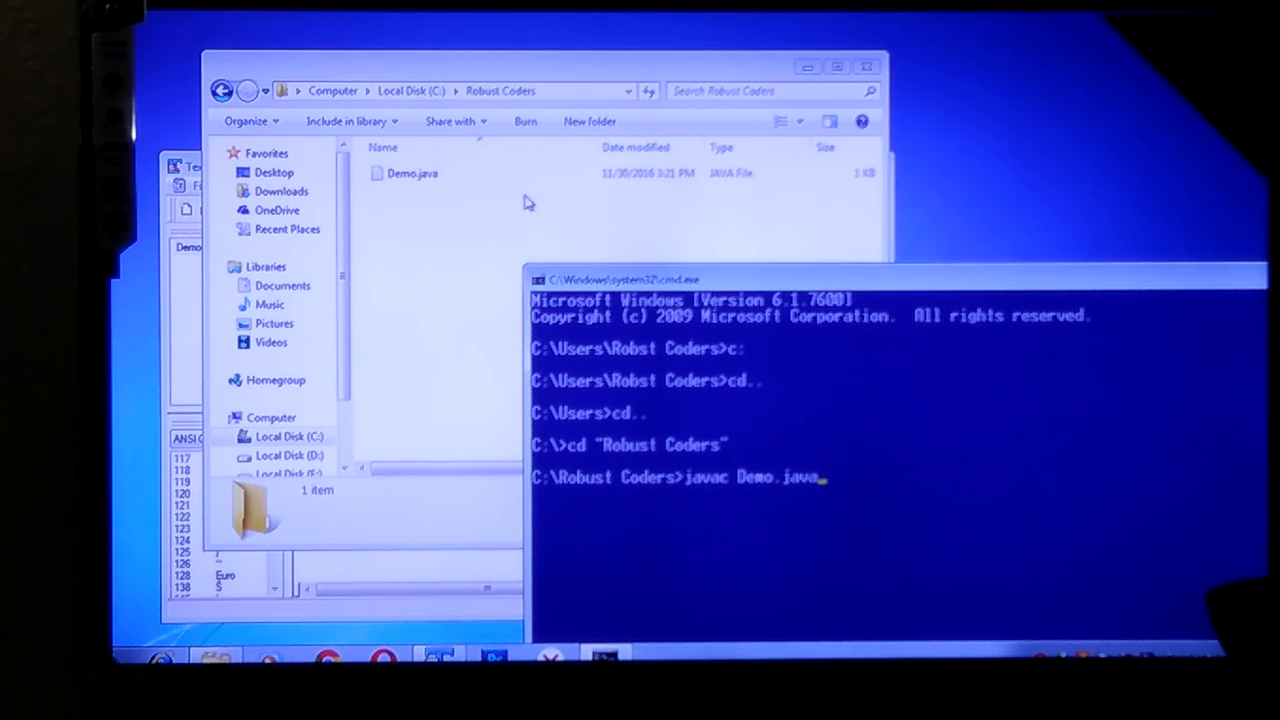 Computer Local Disk (C:) Robust Coders
Search Robust Coders
Organize Include in library Share with Burn New folder
Name Date modified Type Size
Demo.java 11/30/2016 3:21 PM JAVA File 1 KB
Favorites
Desktop
Downloads
OneDrive
Recent Places
Libraries
Documents
Music
Pictures
Videos
Homegroup
Computer
Local Disk (C:)
Local Disk (D:)
1 item
Demo
ANSI
117
118
119
120
121
122
123
124
125
126 ~
128 Euro
138 Š
C:\Windows\system32\cmd.exe
Microsoft Windows [Version 6.1.7600]
Copyright (c) 2009 Microsoft Corporation. All rights reserved.
C:\Users\Robst Coders>c:
C:\Users\Robst Coders>cd..
C:\Users>cd..
C:\>cd "Robust Coders"
C:\Robust Coders>javac Demo.java